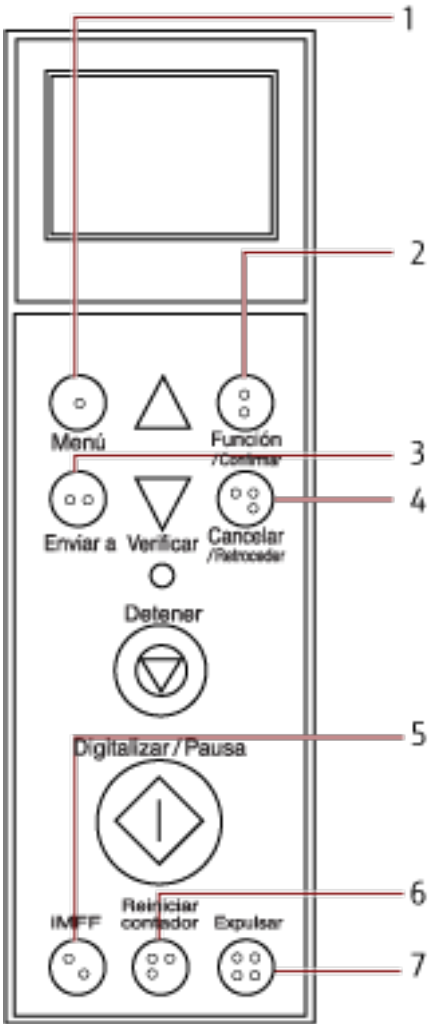 1
2
Menú
Función
/Confirmar
3
4
Enviar a
Verificar
Cancelar
/Retroceder
Detener
5
Digitalizar/Pausa
6
IMFF
Reiniciar
contador
Expulsar
7